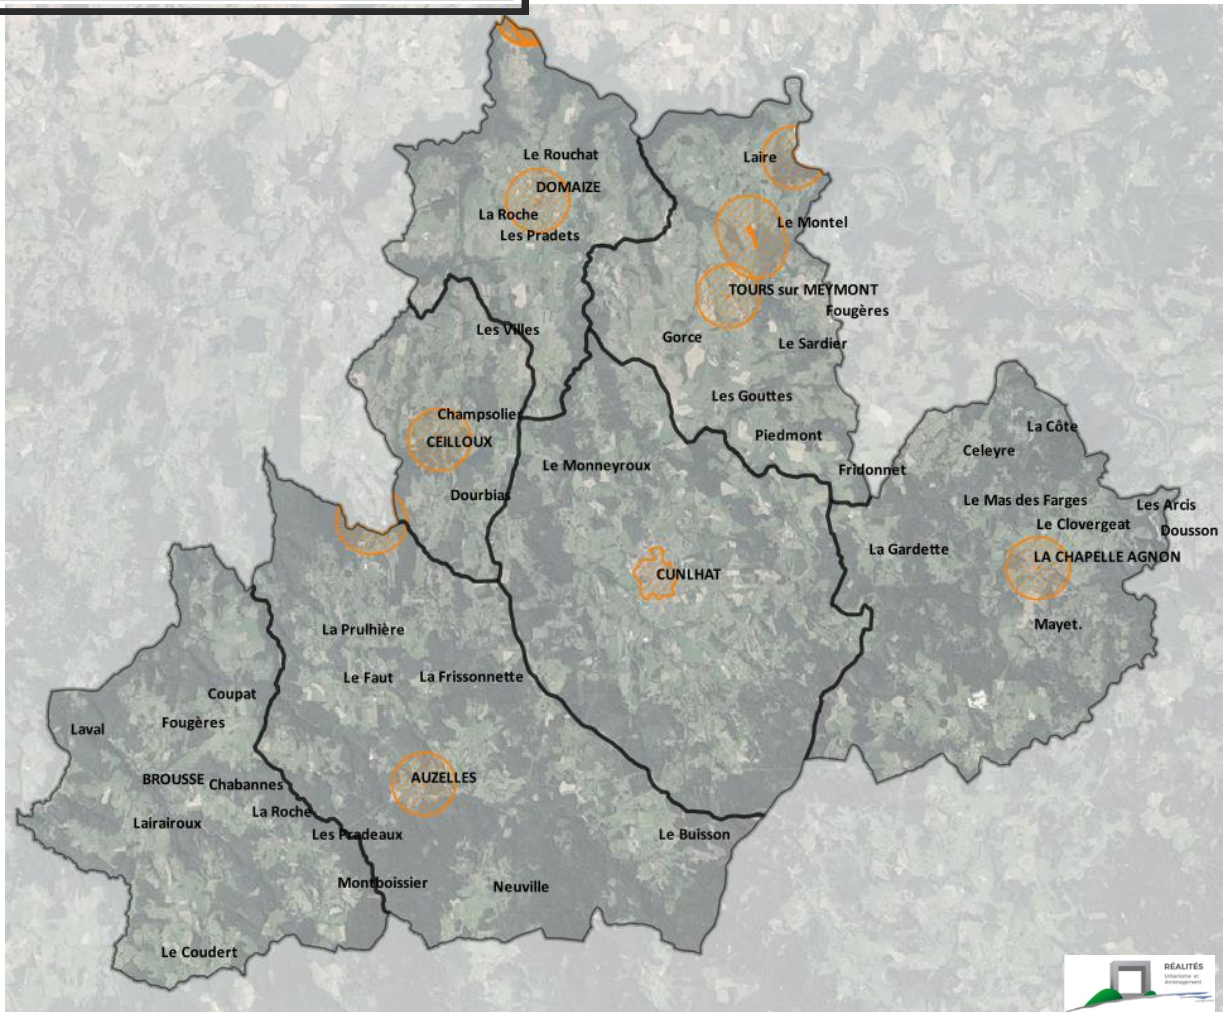 Le Rouchat
Laire
DOMAIZE
La Roche
Le Montel
Les Pradets
TOURS sur MEYMONT
Fougères
Les Villes
Gorce
Le Sardier
Les Gouttes
Champsolier
La Côte
CEILLOUX
Piedmont
Celeyre
Le Monneyroux
Fridonnet
Dourbias
Le Mas des Farges
Les Arcis
Le Clovergeat
Dousson
La Gardette
LA CHAPELLE AGNON
CUNLHAT
Mayet.
La Prulhière
Le Faut
La Frissonnette
Coupat
Fougères
Laval
BROUSSE
Chabannes
AUZELLES
La Roche
Lairairoux
Les Pradeaux
Le Buisson
Montboissier
Neuville
Le Coudert
RÉALITÉS
Urbanisme et
Aménagement